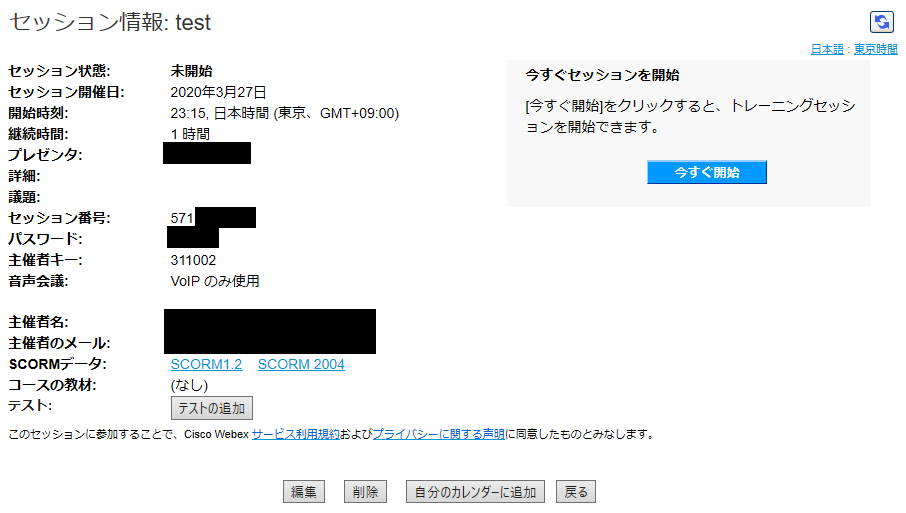 セッション情報: test
日本語 : 東京時間
セッション状態: 未開始
セッション開催日: 2020年3月27日
開始時刻: 23:15, 日本時間 (東京、GMT+09:00)
継続時間: 1 時間
プレゼンタ:
詳細:
議題:
セッション番号: 571
パスワード:
主催者キー: 311002
音声会議: VoIP のみ使用
主催者名:
主催者のメール:
SCORMデータ: SCORM1.2 SCORM 2004
コースの教材: (なし)
テスト: テストの追加
今すぐセッションを開始
[今すぐ開始]をクリックすると、トレーニングセッシ
ョンを開始できます。
今すぐ開始
このセッションに参加することで、Cisco Webex サービス利用規約およびプライバシーに関する声明に同意したものとみなします。
編集 削除 自分のカレンダーに追加 戻る